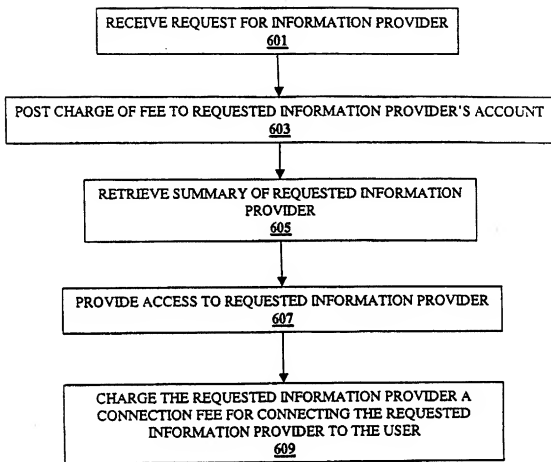 RECEIVE REQUEST FOR INFORMATION PROVIDER
601
POST CHARGE OF FEE TO REQUESTED INFORMATION PROVIDER'S ACCOUNT
603
RETRIEVE SUMMARY OF REQUESTED INFORMATION
PROVIDER
605
PROVIDE ACCESS TO REQUESTED INFORMATION PROVIDER
607
CHARGE THE REQUESTED INFORMATION PROVIDER A
CONNECTION FEE FOR CONNECTING THE REQUESTED
INFORMATION PROVIDER TO THE USER
609